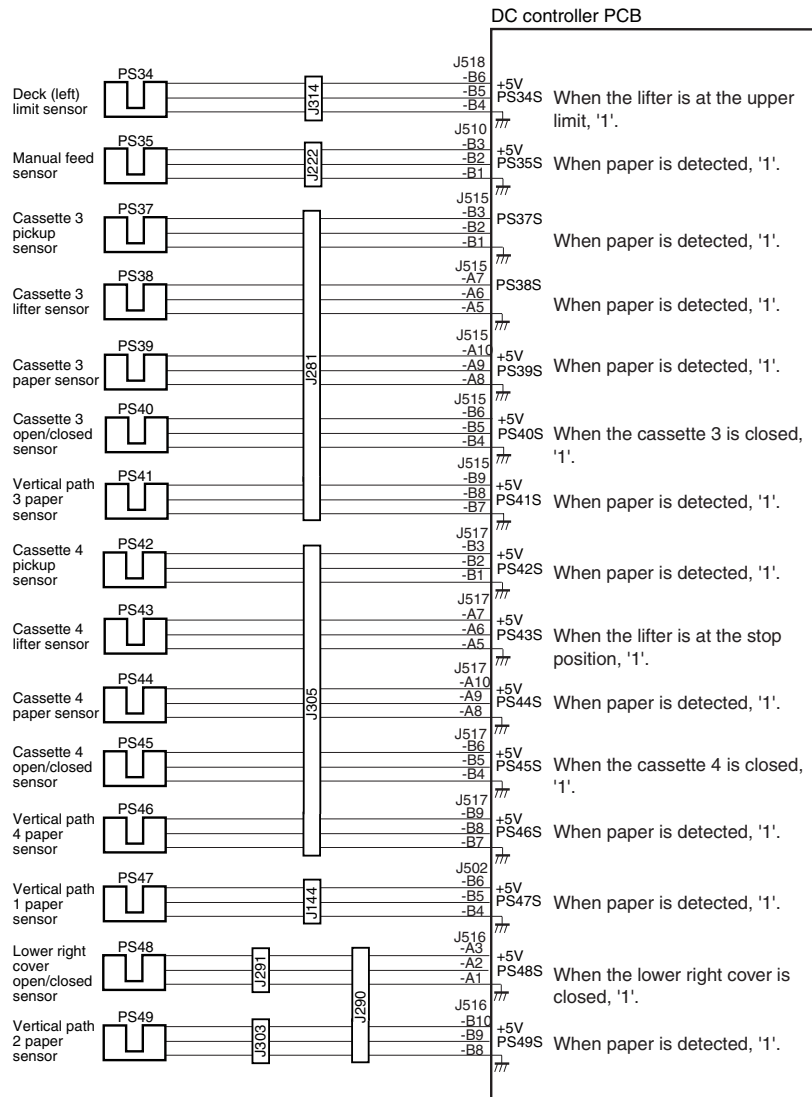 DC controller PCB
Deck (left)
limit sensor
PS34
J314
J518
-B6
-B5
-B4
+5V
PS34S
When the lifter is at the upper
limit, '1'.
Manual feed
sensor
PS35
J222
J510
-B3
-B2
-B1
+5V
PS35S
When paper is detected, '1'.
Cassette 3
pickup
sensor
PS37
J281
J515
-B3
-B2
-B1
PS37S
When paper is detected, '1'.
Cassette 3
lifter sensor
PS38
J515
-A7
-A6
-A5
PS38S
When paper is detected, '1'.
Cassette 3
paper sensor
PS39
J515
-A10
-A9
-A8
+5V
PS39S
When paper is detected, '1'.
Cassette 3
open/closed
sensor
PS40
J515
-B6
-B5
-B4
+5V
PS40S
When the cassette 3 is closed,
'1'.
Vertical path
3 paper
sensor
PS41
J515
-B9
-B8
-B7
+5V
PS41S
When paper is detected, '1'.
Cassette 4
pickup
sensor
PS42
J305
J517
-B3
-B2
-B1
+5V
PS42S
When paper is detected, '1'.
Cassette 4
lifter sensor
PS43
J517
-A7
-A6
-A5
+5V
PS43S
When the lifter is at the stop
position, '1'.
Cassette 4
paper sensor
PS44
J517
-A10
-A9
-A8
+5V
PS44S
When paper is detected, '1'.
Cassette 4
open/closed
sensor
PS45
J517
-B6
-B5
-B4
+5V
PS45S
When the cassette 4 is closed,
'1'.
Vertical path
4 paper
sensor
PS46
J517
-B9
-B8
-B7
+5V
PS46S
When paper is detected, '1'.
Vertical path
1 paper
sensor
PS47
J144
J502
-B6
-B5
-B4
+5V
PS47S
When paper is detected, '1'.
Lower right
cover
open/closed
sensor
PS48
J291
J290
J516
-A3
-A2
-A1
+5V
PS48S
When the lower right cover is
closed, '1'.
Vertical path
2 paper
sensor
PS49
J303
J516
-B10
-B9
-B8
+5V
PS49S
When paper is detected, '1'.